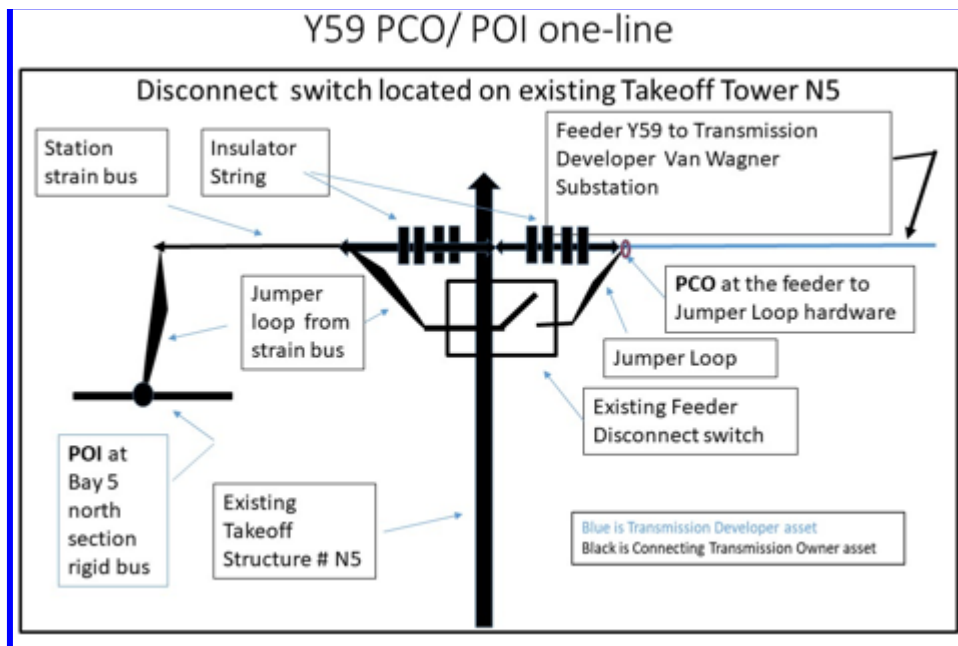 Y59 PCO/ POI one-line
Disconnect switch located on existing Takeoff Tower N5
Station
strain bus
Insulator
String
Feeder Y59 to Transmission
Developer Van Wagner
Substation
Jumper
loop from
strain bus
PCO at the feeder to
Jumper Loop hardware
Jumper Loop
Existing Feeder
Disconnect switch
POI at
Bay 5
north
section
rigid bus
Existing
Takeoff
Structure # N5
Blue is Transmission Developer asset
Black is Connecting Transmission Owner asset